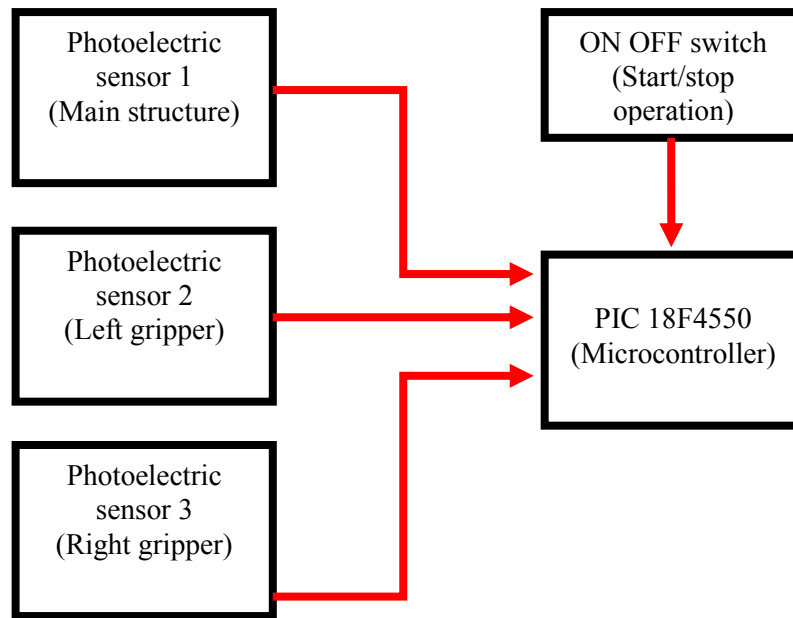 Photoelectric
sensor 1
(Main structure)
ON OFF switch
(Start/stop
operation)
Photoelectric
sensor 2
(Left gripper)
PIC 18F4550
(Microcontroller)
Photoelectric
sensor 3
(Right gripper)